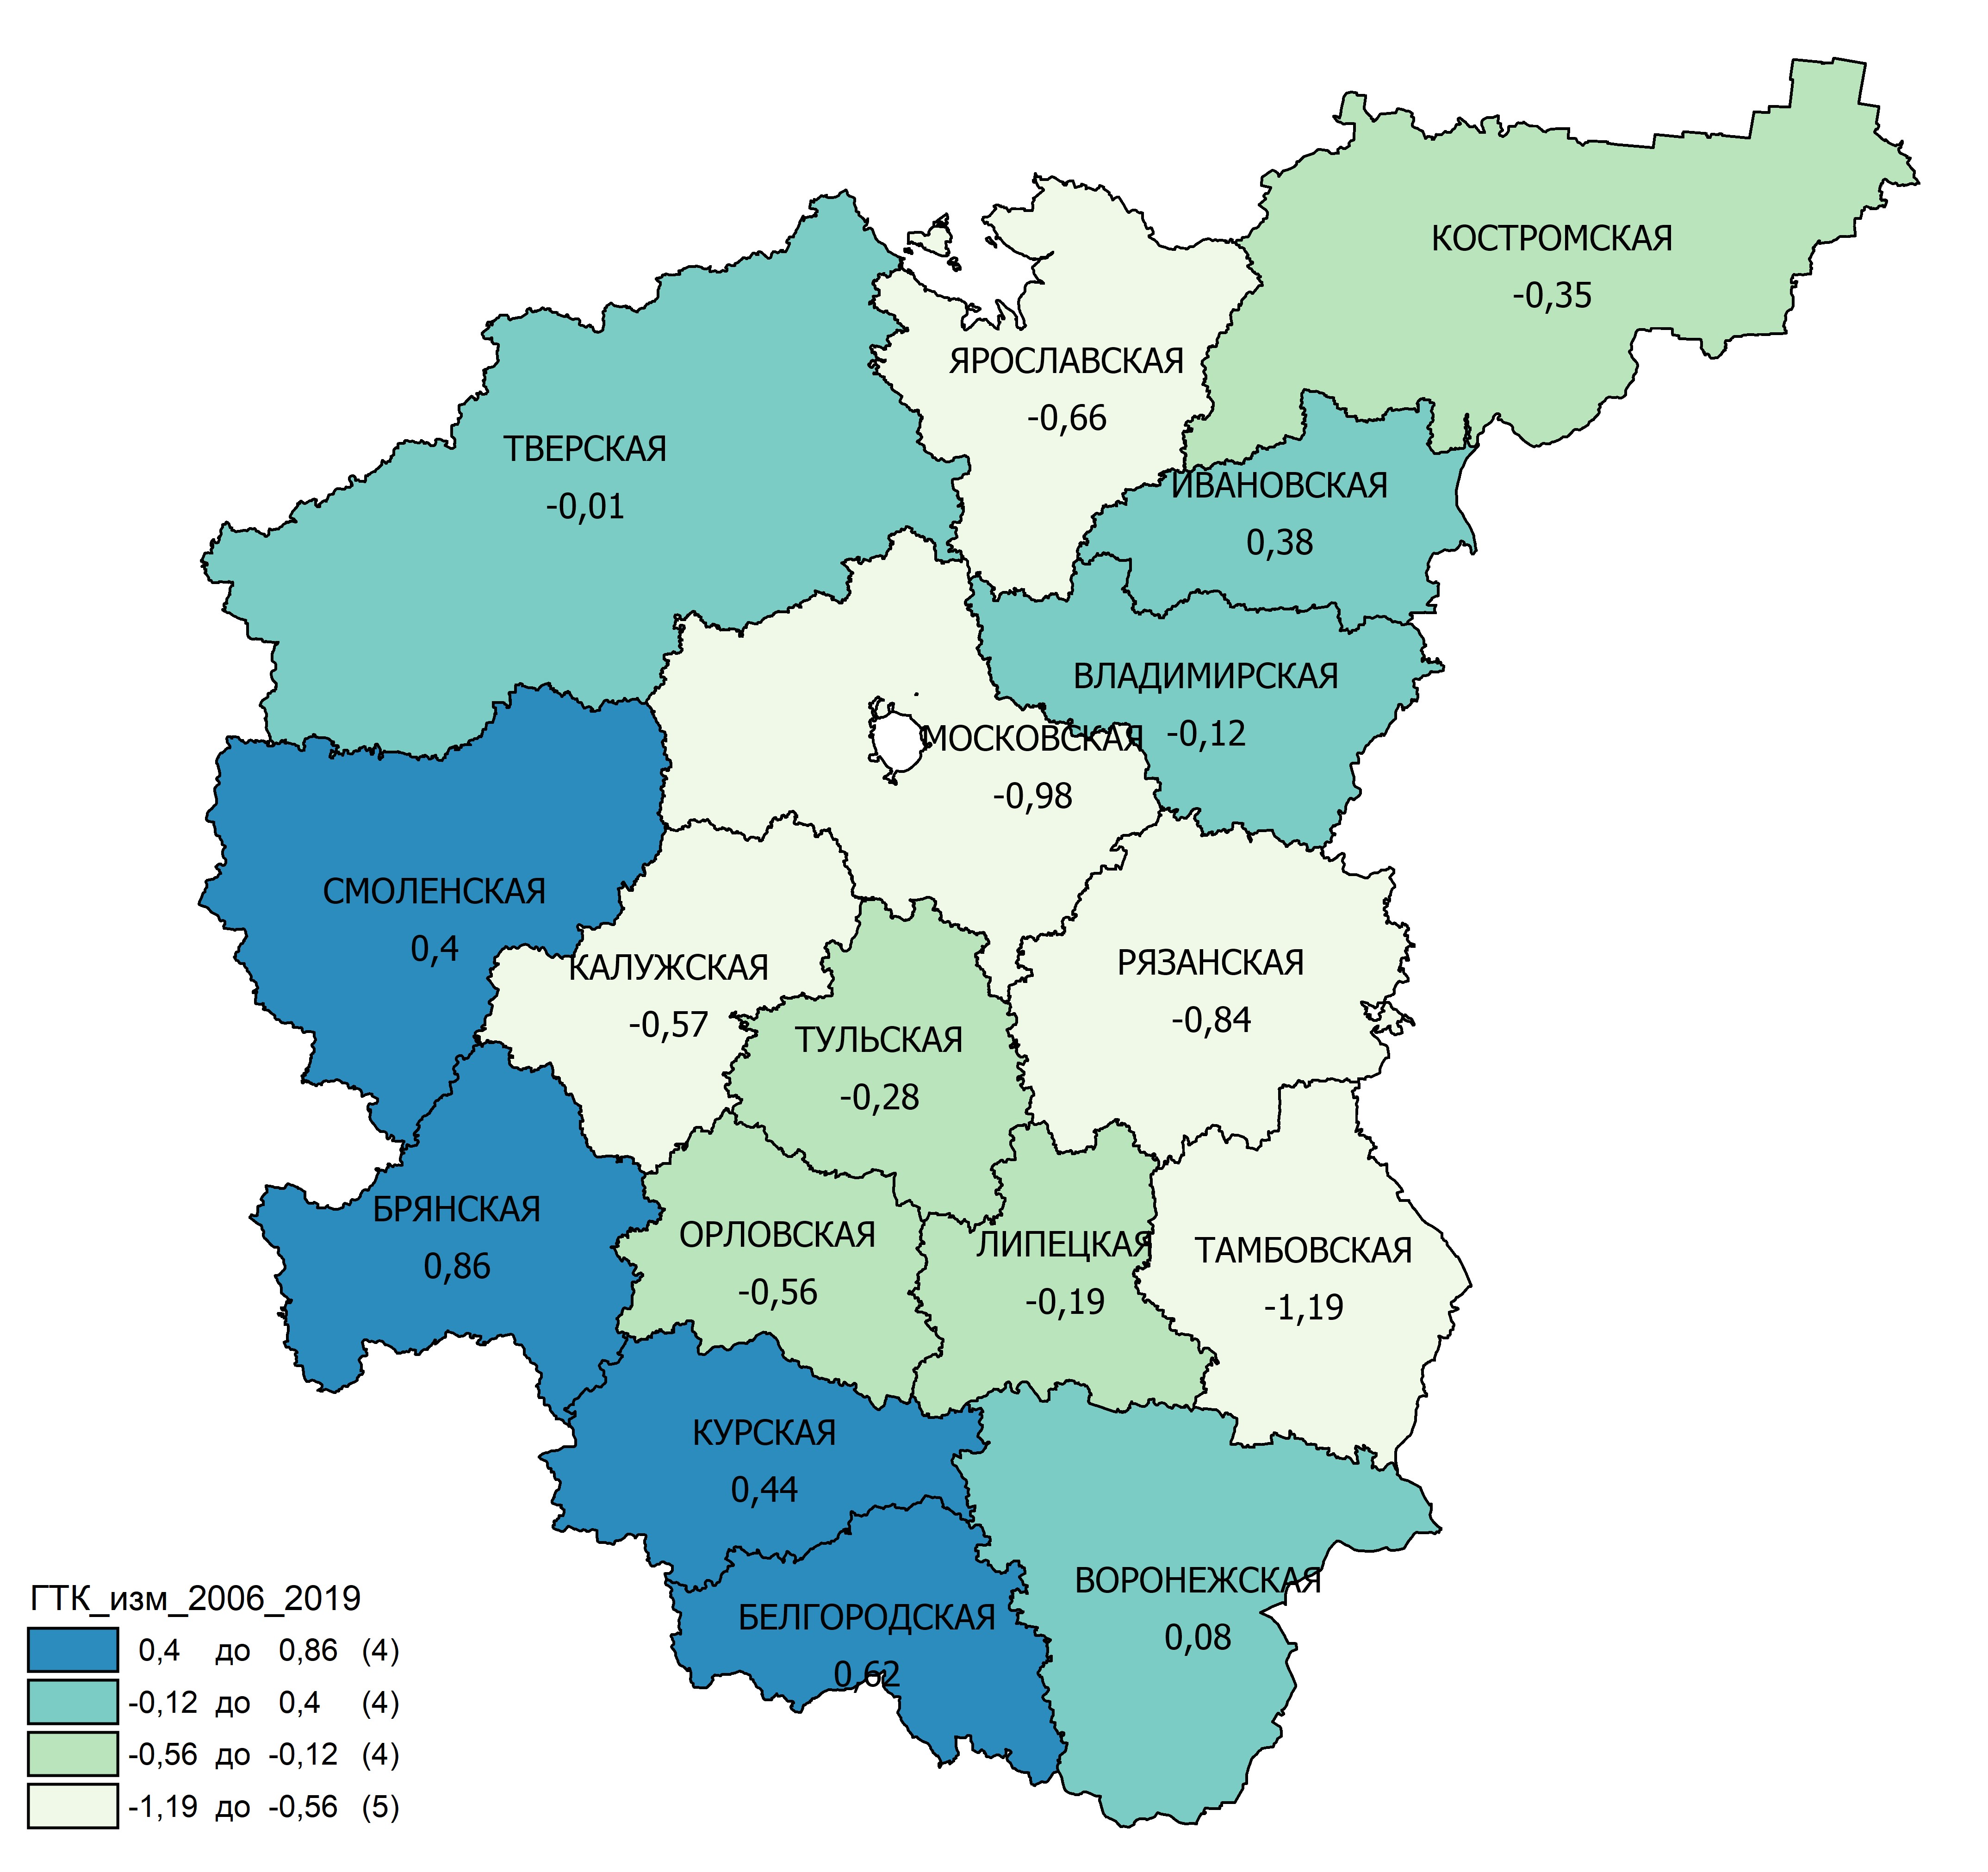 КОСТРОМСКАЯ
-0,35
ЯРОСЛАВСКАЯ
-0,66
ТВЕРСКАЯ
-0,01
ИВАНОВСКАЯ
0,38
ВЛАДИМИРСКАЯ
-0,12
МОСКОВСКАЯ
-0,98
СМОЛЕНСКАЯ
0,4
КАЛУЖСКАЯ
-0,57
РЯЗАНСКАЯ
-0,84
ТУЛЬСКАЯ
-0,28
БРЯНСКАЯ
0,86
ОРЛОВСКАЯ
-0,56
ЛИПЕЦКАЯ
-0,19
ТАМБОВСКАЯ
-1,19
КУРСКАЯ
0,44
ВОРОНЕЖСКАЯ
0,08
БЕЛГОРОДСКАЯ
0,62
ГТК_изм_2006_2019
0,4 до 0,86 (4)
-0,12 до 0,4 (4)
-0,56 до -0,12 (4)
-1,19 до -0,56 (5)